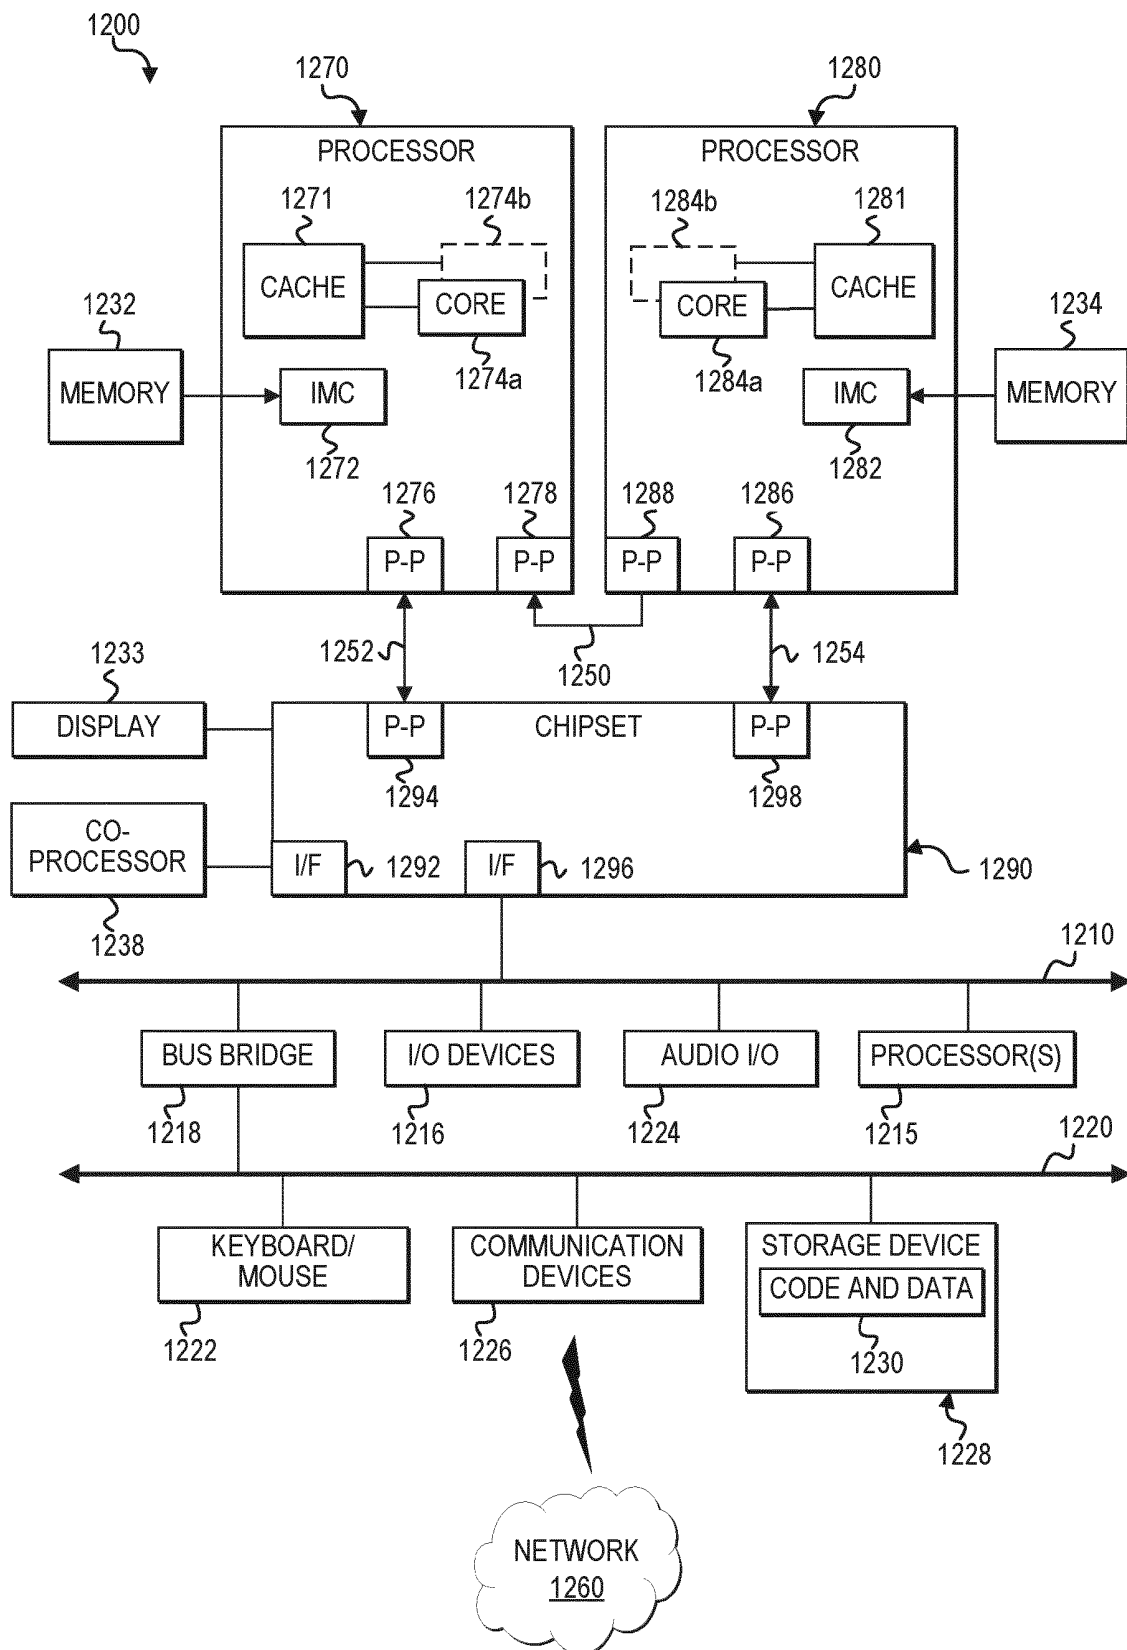 1200
1270
1280
PROCESSOR
PROCESSOR
1271
1274b
1284b
1281
CACHE
CORE
CORE
CACHE
1232
1274a
1284a
1234
MEMORY
IMC
IMC
MEMORY
1272
1282
1276
1278
1288
1286
P-P
P-P
P-P
P-P
1252
1250
1254
1233
DISPLAY
P-P
CHIPSET
P-P
1294
1298
CO-
PROCESSOR
I/F
1292
I/F
1296
1290
1238
1210
BUS BRIDGE
I/O DEVICES
AUDIO I/O
PROCESSOR(S)
1218
1216
1224
1215
1220
KEYBOARD/
MOUSE
COMMUNICATION
DEVICES
STORAGE DEVICE
CODE AND DATA
1222
1226
1230
1228
NETWORK
1260